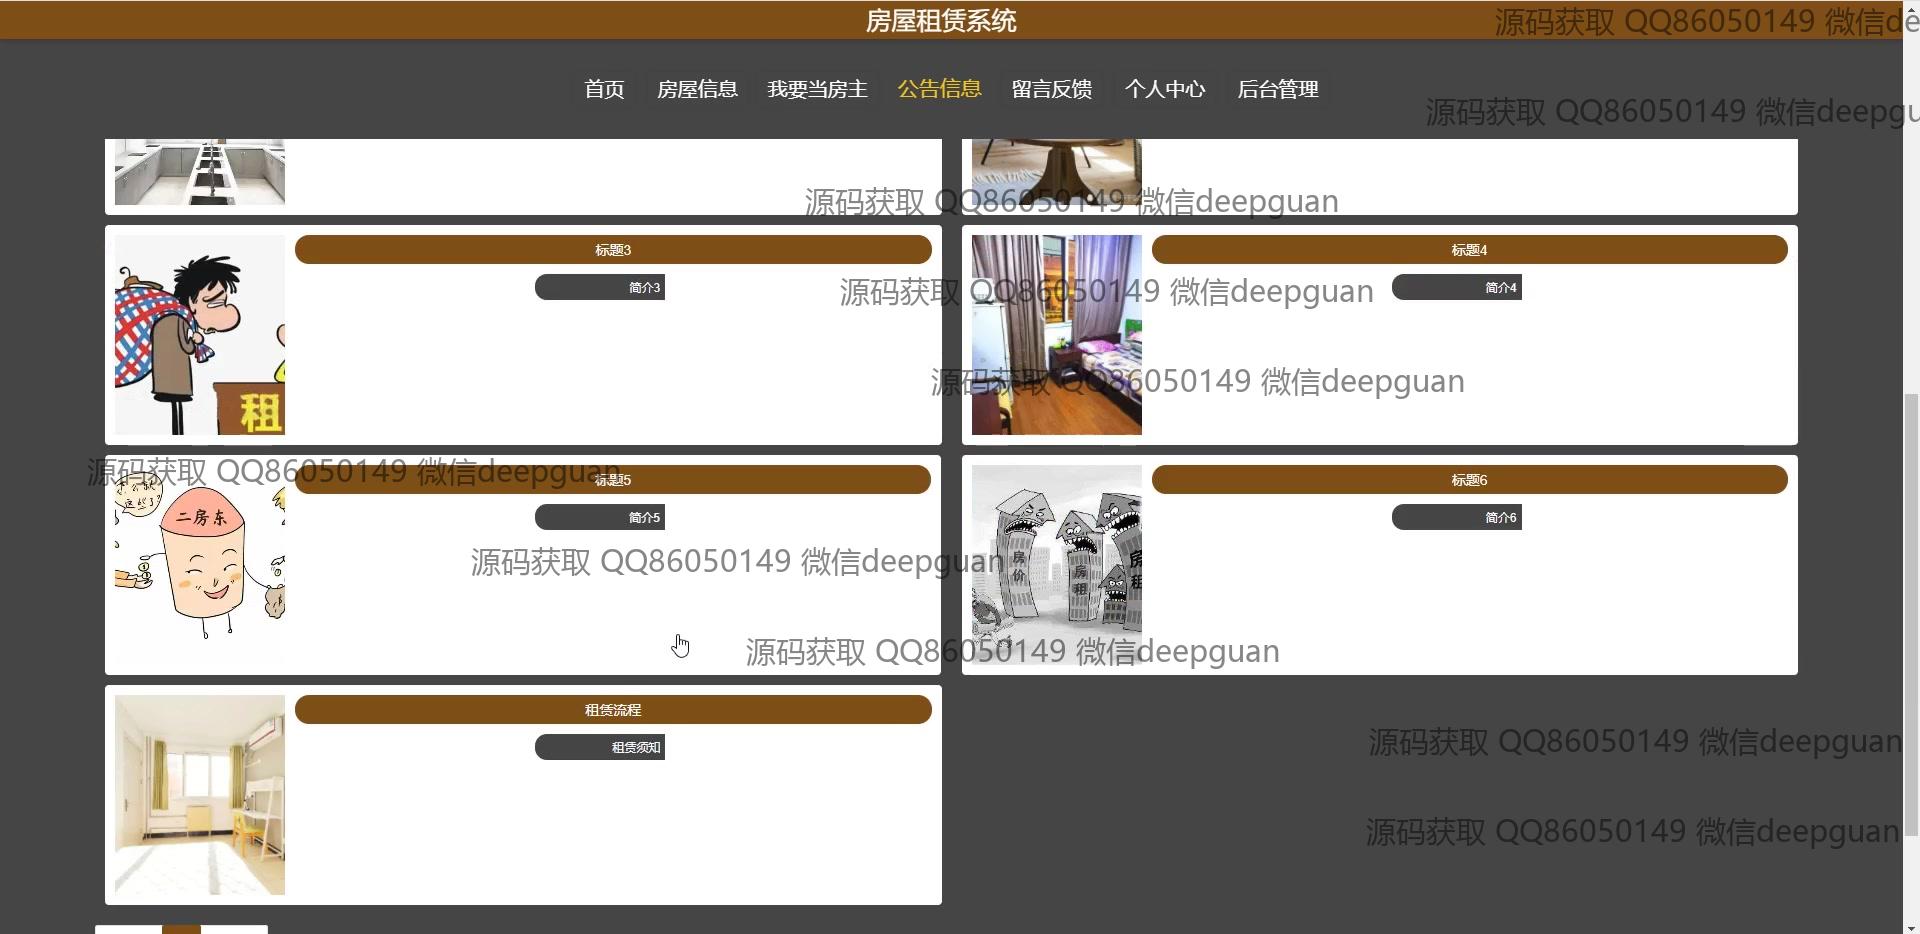 房屋租赁系统
源码获取 QQ86050149 微信de
首页 房屋信息 我要当房主 公告信息 留言反馈 个人中心 后台管理
源码获取 QQ86050149 微信deepgu
源码获取 QQ86050149 微信deepguan
标题3
标题4
简介3
简介4
源码获取 QQ86050149 微信deepguan
源码获取 QQ86050149 微信deepguan
租
源码获取 QQ86050149 微信deepguan
标题5
标题6
二房东
简介5
简介6
源码获取 QQ86050149 微信deepguan
房价
房租
房租
源码获取 QQ86050149 微信deepguan
租赁流程
租赁须知
源码获取 QQ86050149 微信deepguan
源码获取 QQ86050149 微信deepguan